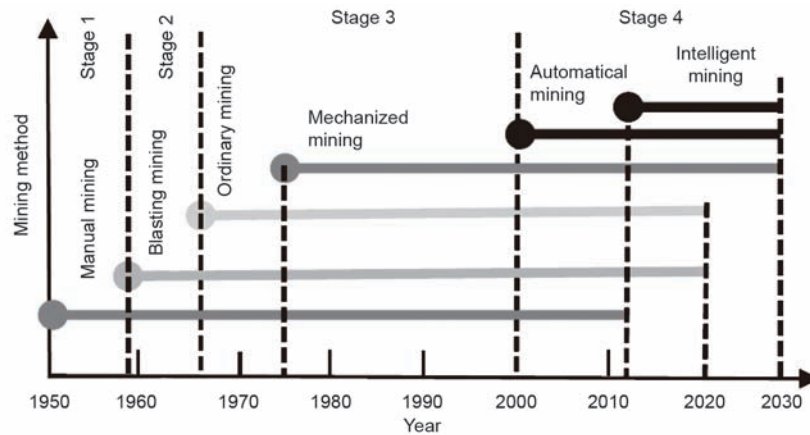 Stage 1
Stage 2
Stage 3
Stage 4
Mining method
Manual mining
Blasting mining
Ordinary mining
Mechanized
mining
Automatical
mining
Intelligent
mining
1950 1960 1970 1980 1990 2000 2010 2020 2030
Year